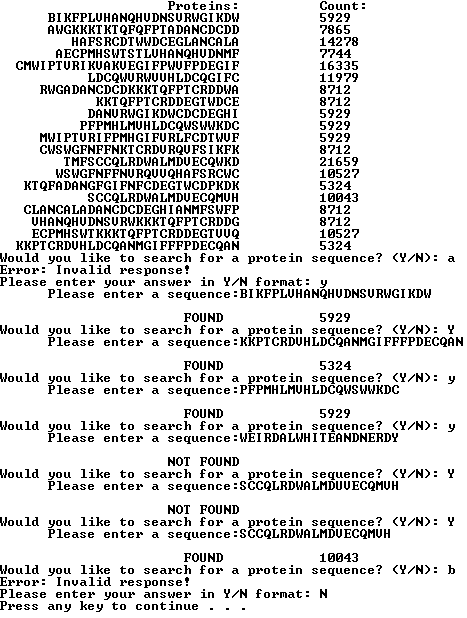 Proteins: Count:
BIKFPLVHANQHVDNSVRWGIKDW 5929
AWGKKKTKTQFQFPTADANCDCDD 7865
HAFSRCDTWWDCEGLANCALA 14278
AECPMHSWTSTLVHANQHVDNMF 7744
CMWIPTVRIKVAKVEGIFPWVFPDEGIF 16335
LDCQWVRWVVHLDCQGIFC 11979
RWGADANCDCDKKKTQFPTCRDDWA 8712
KKTQFPTCRDDEGTWDCE 8712
DANVRWGIKDWCDCDEGHI 5929
PFPMHLMVHLDCQWSWWKDC 5929
MWIPTVRIFPMHGIFVRLFCDTWVF 5929
CWSWGFNFFNKTCRDVRQVFSIKFK 8712
TMFSCCQLRDWALMDVECQWKD 21659
WSWGFNFFNVRQVVQHAFSRCWC 10527
KTQFADANGFGIFNFCDEGTWCDPKDK 5324
SCCQLRDWALMDVECQMVH 10043
CLANCALADANCDCDEGHIANMFSWFP 8712
VHANQHVDNSVRWKKKTQFPTCRDDG 8712
ECPMHSWTKKKTQFPTCRDDEGTVVQ 10527
KKPTCRDVHLDCQANMGIFFFPDECQAN 5324
Would you like to search for a protein sequence? (Y/N): a
Error: Invalid response!
Please enter your answer in Y/N format: y
Please enter a sequence:BIKFPLVHANQHVDNSVRWGIKDW
FOUND 5929
Would you like to search for a protein sequence? (Y/N): Y
Please enter a sequence:KKPTCRDVHLDCQANMGIFFFPDECQAN
FOUND 5324
Would you like to search for a protein sequence? (Y/N): y
Please enter a sequence:PFPMHLMVHLDCQWSWWKDC
FOUND 5929
Would you like to search for a protein sequence? (Y/N): y
Please enter a sequence:WEIRDALWHITEANDNERDY
NOT FOUND
Would you like to search for a protein sequence? (Y/N): Y
Please enter a sequence:SCCQLRDWALMDUVECQMVH
NOT FOUND
Would you like to search for a protein sequence? (Y/N): Y
Please enter a sequence:SCCQLRDWALMDVECQMVH
FOUND 10043
Would you like to search for a protein sequence? (Y/N): b
Error: Invalid response!
Please enter your answer in Y/N format: N
Press any key to continue . . .